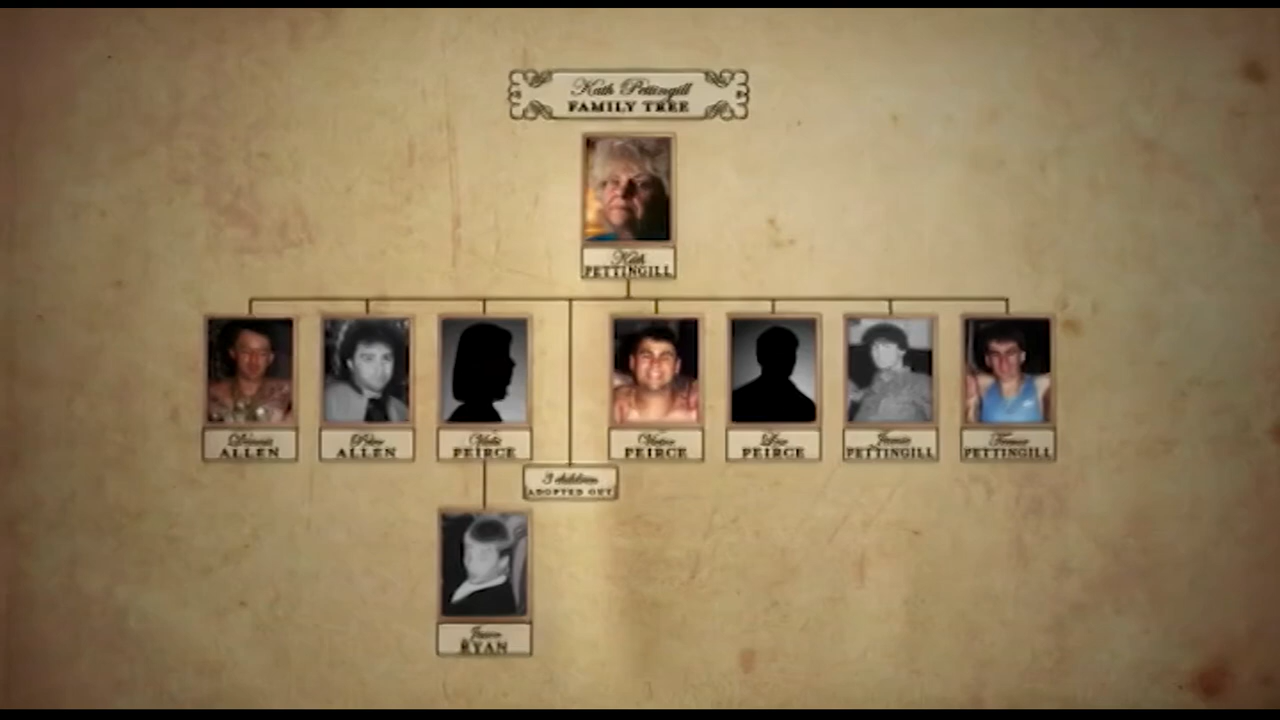 Kath Pettingill
FAMILY TREE
Kath
PETTINGILL
Dennis
ALLEN
Peter
ALLEN
Vicki
PEIRCE
Victor
PEIRCE
Lex
PEIRCE
Jamie
PETTINGILL
Trevor
PETTINGILL
3 children
ADOPTED OUT
Jason
RYAN